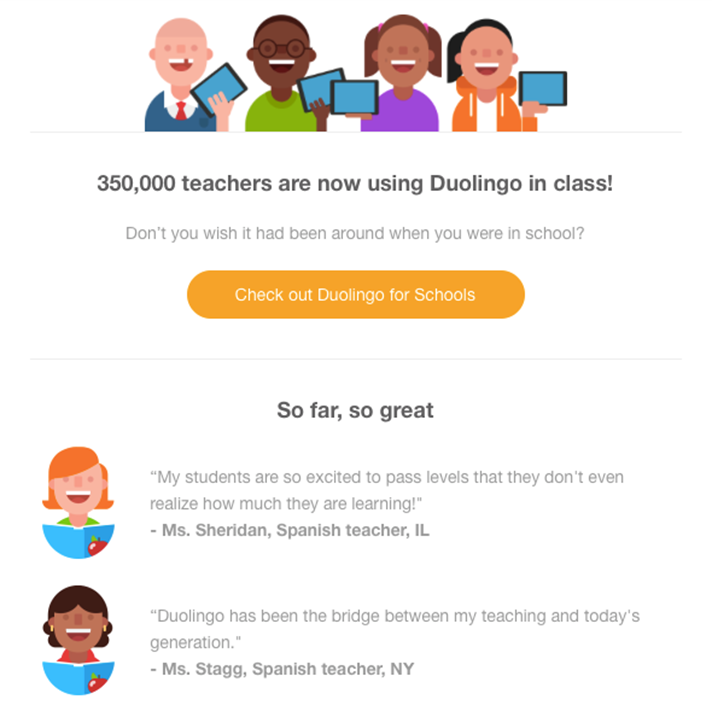 350,000 teachers are now using Duolingo in class!
Don't you wish it had been around when you were in school?
Check out Duolingo for Schools
So far, so great
“My students are so excited to pass levels that they don't even
realize how much they are learning!"
- Ms. Sheridan, Spanish teacher, IL
“Duolingo has been the bridge between my teaching and today's
generation."
- Ms. Stagg, Spanish teacher, NY